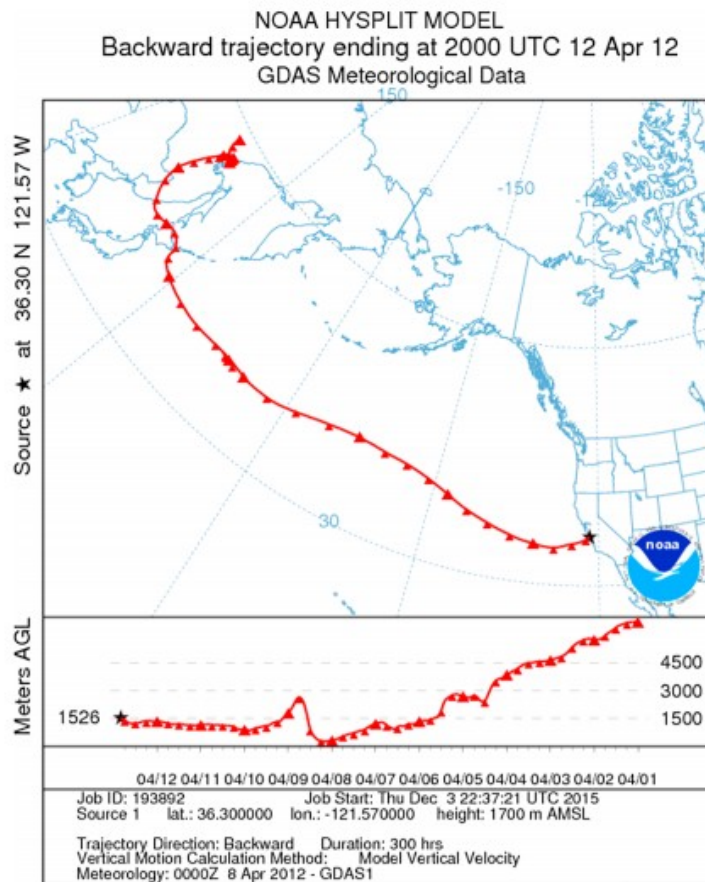 NOAA HYSPLIT MODEL
Backward trajectory ending at 2000 UTC 12 Apr 12
GDAS Meteorological Data
Source ★ at 36.30 N 121.57 W
150
-150
60
30
noaa
Meters AGL
1526
4500
3000
1500
04/12 04/11 04/10 04/09 04/08 04/07 04/06 04/05 04/04 04/03 04/02 04/01
Job ID: 193892 Job Start: Thu Dec 3 22:37:21 UTC 2015
Source 1 lat.: 36.300000 lon.: -121.570000 height: 1700 m AMSL
Trajectory Direction: Backward Duration: 300 hrs
Vertical Motion Calculation Method: Model Vertical Velocity
Meteorology: 0000Z 8 Apr 2012 - GDAS1